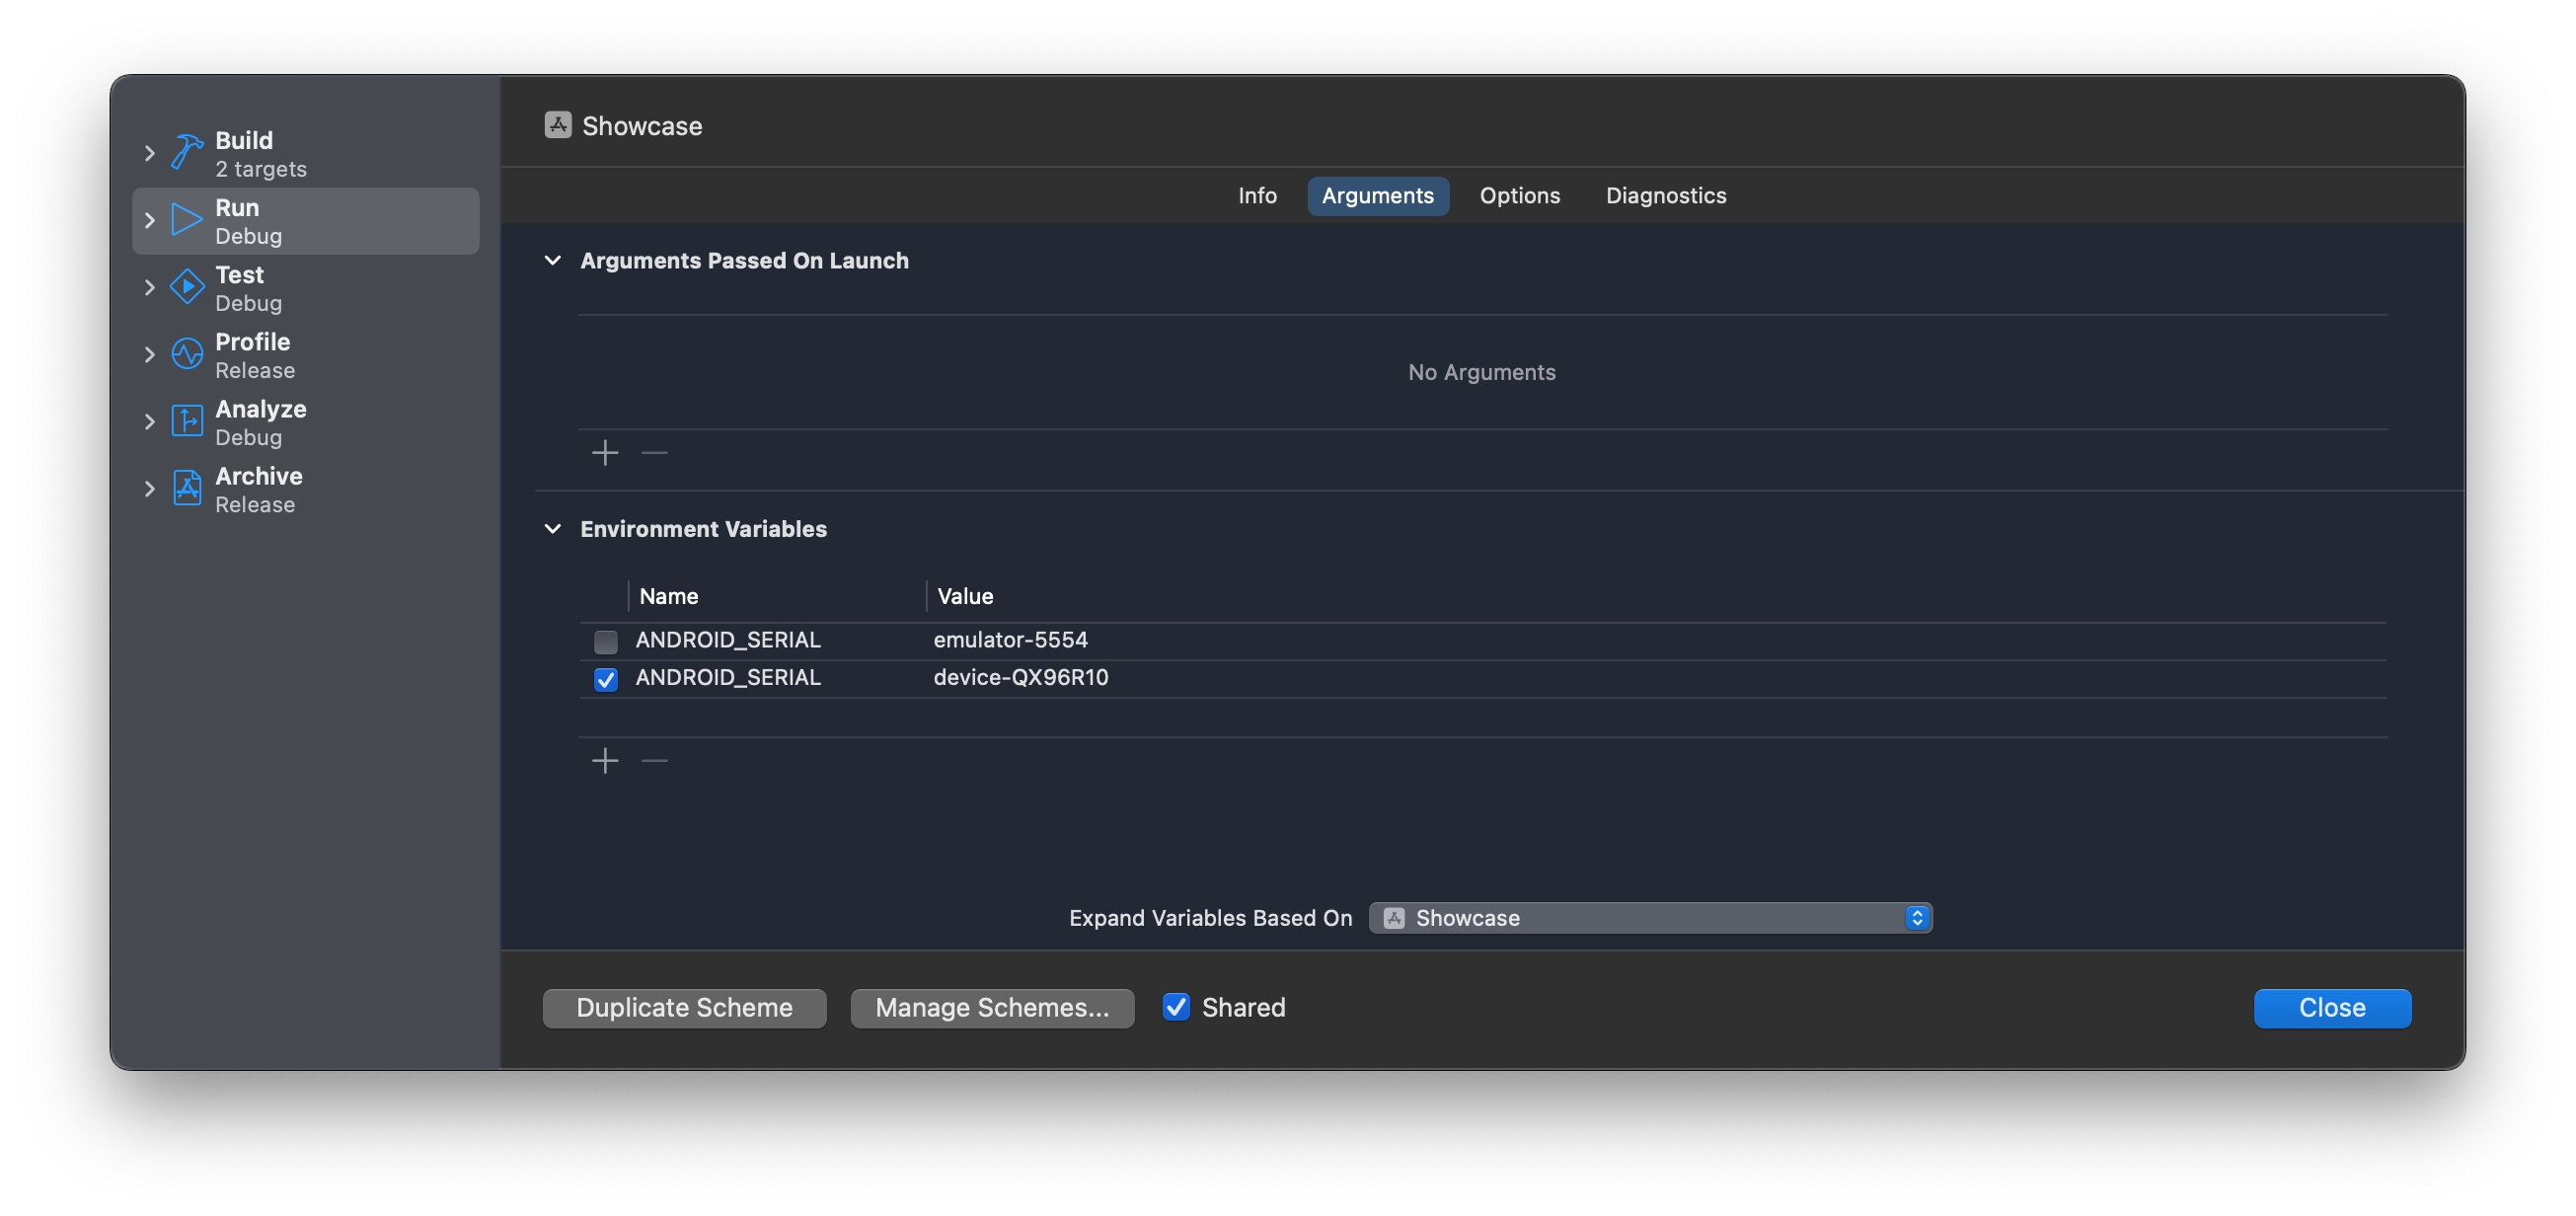 Build
2 targets
Run
Debug
Test
Debug
Profile
Release
Analyze
Debug
Archive
Release
Showcase
Info Arguments Options Diagnostics
Arguments Passed On Launch
No Arguments
Environment Variables
Name Value
ANDROID_SERIAL emulator-5554
ANDROID_SERIAL device-QX96R10
Expand Variables Based On Showcase
Duplicate Scheme Manage Schemes... Shared Close